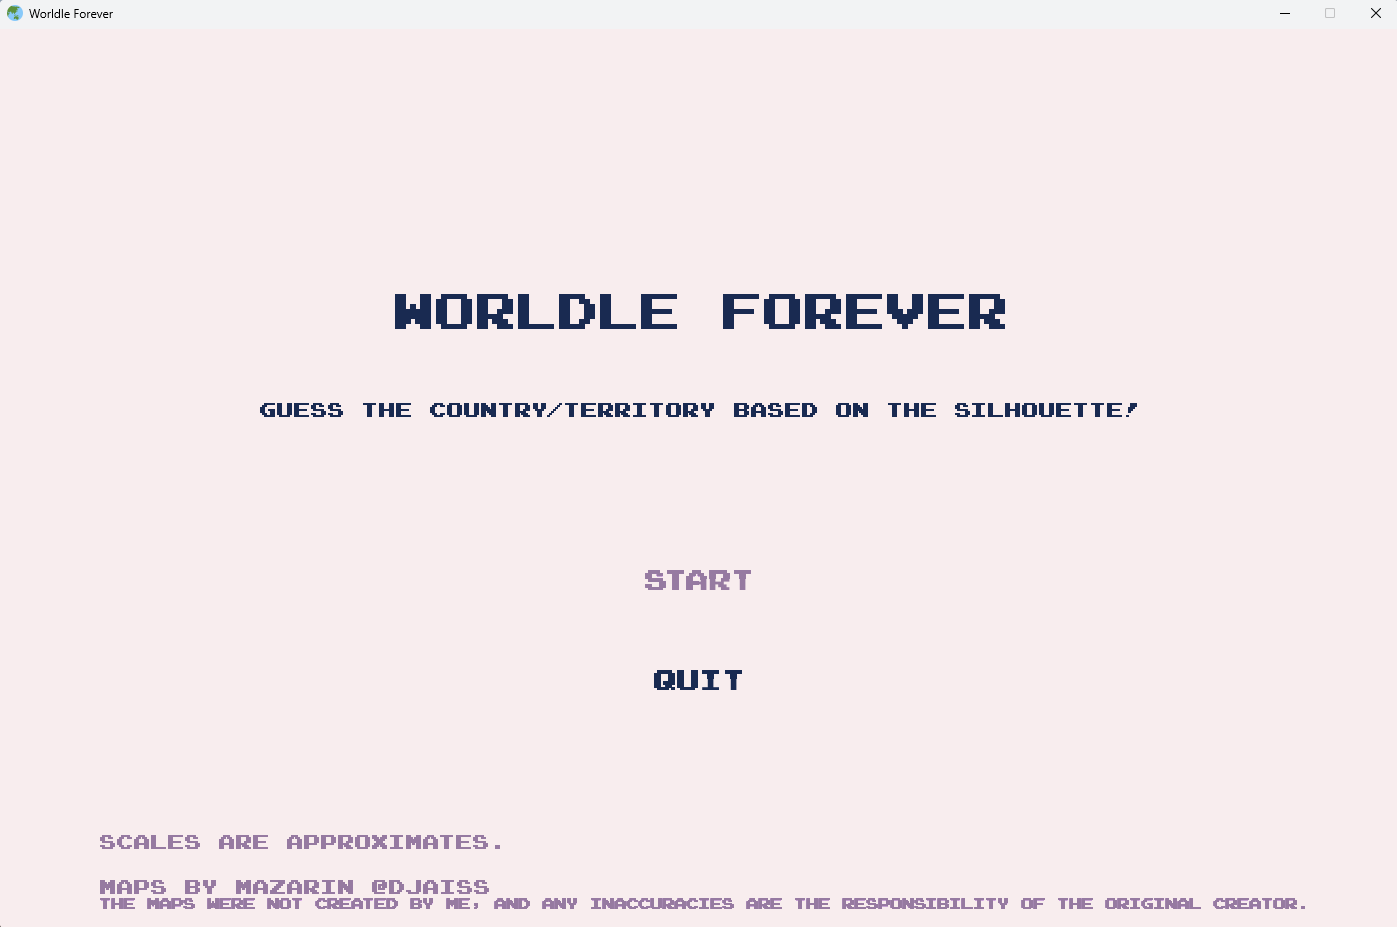 Worldle Forever
WORLDLE FOREVER
GUESS THE COUNTRY/TERRITORY BASED ON THE SILHOUETTE!
START
QUIT
SCALES ARE APPROXIMATES.
MAPS BY MAZARIN @DJAISS
THE MAPS WERE NOT CREATED BY ME, AND ANY INACCURACIES ARE THE RESPONSIBILITY OF THE ORIGINAL CREATOR.